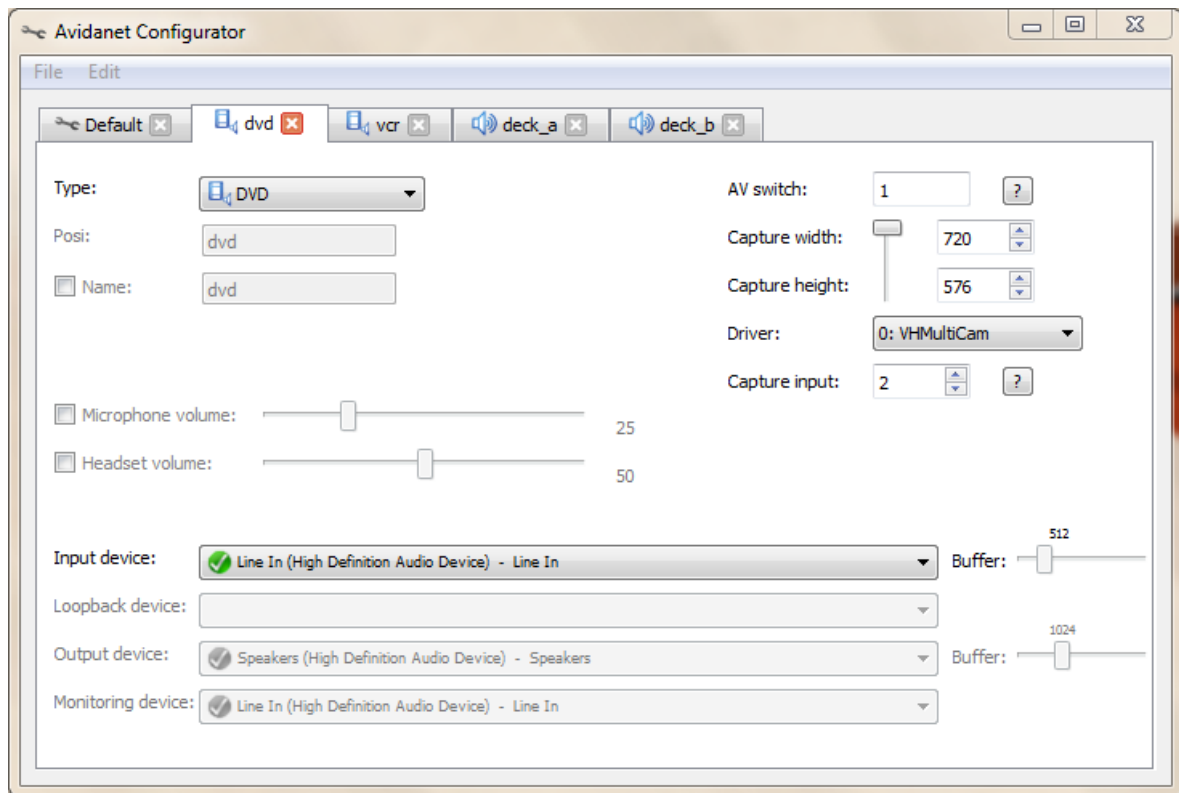 Avidanet Configurator
File Edit
Default dvd vcr deck_a deck_b
Type: DVD AV switch: 1 ?
Posi: dvd Capture width: 720
Name: dvd Capture height: 576
Driver: 0: VHMultiCam
Capture input: 2 ?
Microphone volume: 25
Headset volume: 50
512
Input device: Line In (High Definition Audio Device) - Line In Buffer:
Loopback device:
1024
Output device: Speakers (High Definition Audio Device) - Speakers Buffer:
Monitoring device: Line In (High Definition Audio Device) - Line In